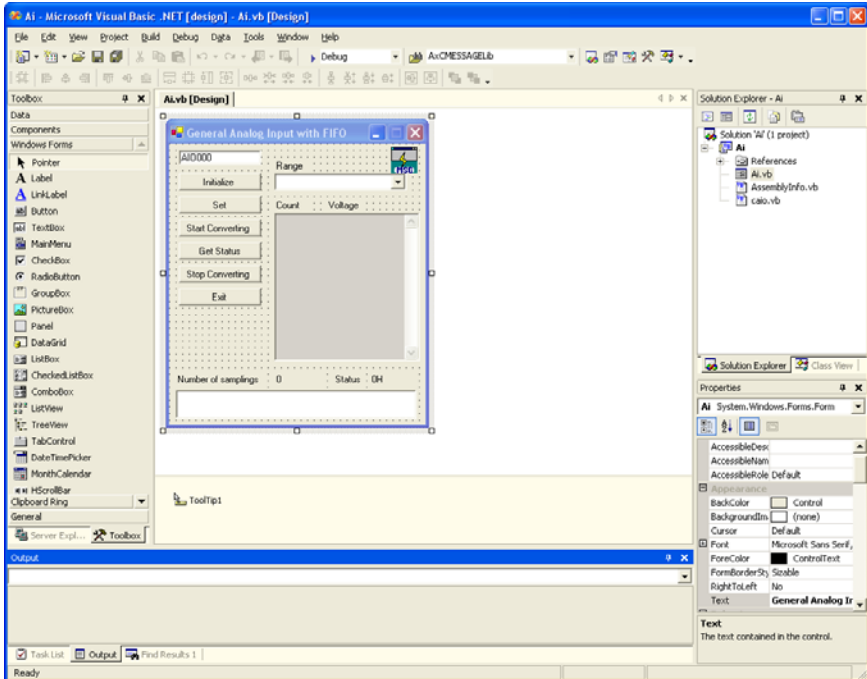 Ai - Microsoft Visual Basic .NET [design] - Ai.vb [Design]
File Edit View Project Build Debug Data Tools Window Help
Debug
AxCMESSAGELib
Toolbox
Data
Components
Windows Forms
Pointer
Label
LinkLabel
Button
TextBox
MainMenu
CheckBox
RadioButton
GroupBox
PictureBox
Panel
DataGrid
ListBox
CheckedListBox
ComboBox
ListView
TreeView
TabControl
DateTimePicker
MonthCalendar
HScrollBar
Clipboard Ring
General
Server Expl...
Toolbox
Ai.vb [Design]
General Analog Input with FIFO
AIO000
Range
MSG
Initialize
Set
Count
Voltage
Start Converting
Get Status
Stop Converting
Exit
Number of samplings
0
Status
0H
ToolTip1
Solution Explorer - Ai
Solution 'Ai' (1 project)
Ai
References
Ai.vb
AssemblyInfo.vb
caio.vb
Solution Explorer
Class View
Properties
Ai System.Windows.Forms.Form
AccessibleDesc
AccessibleNam
AccessibleRole Default
Appearance
BackColor Control
BackgroundIm (none)
Cursor Default
Font Microsoft Sans Serif,
ForeColor ControlText
FormBorderSty Sizable
RightToLeft No
Text General Analog Ir
Text
The text contained in the control.
Output
Task List
Output
Find Results 1
Ready